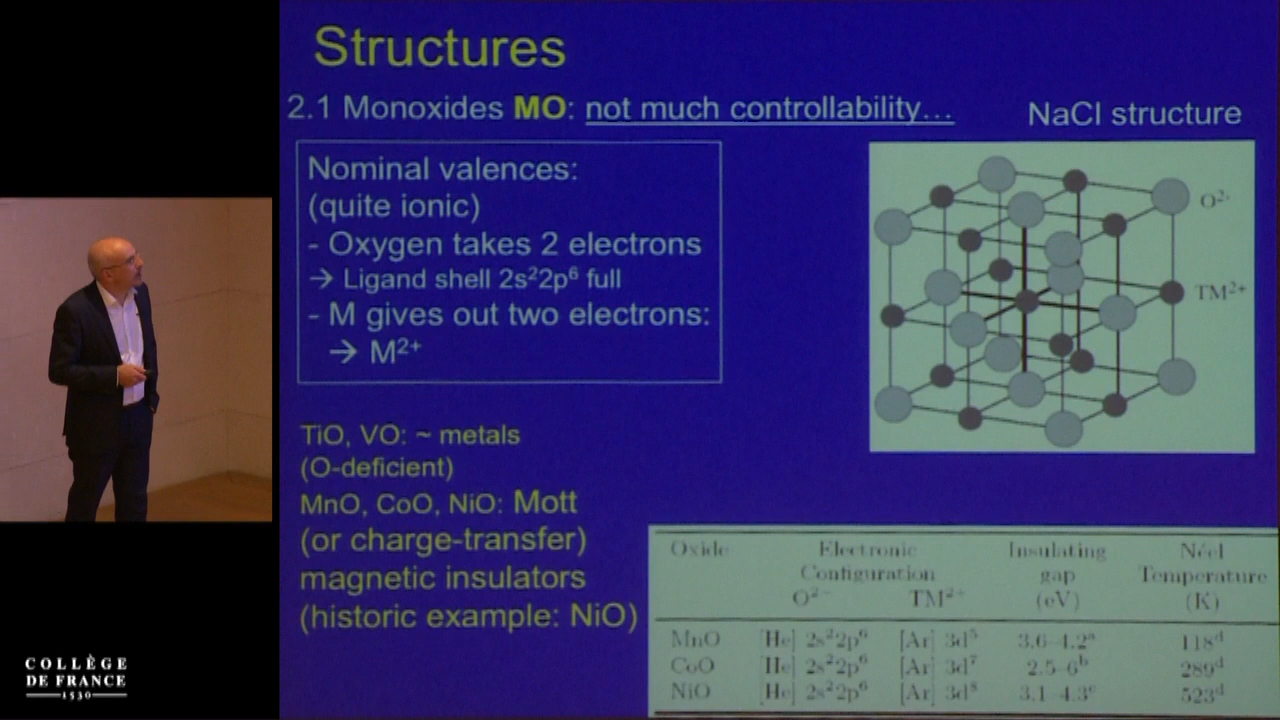 Structures
2.1 Monoxides MO: not much controllability...
NaCl structure
Nominal valences:
(quite ionic)
- Oxygen takes 2 electrons
→ Ligand shell 2s²2p⁶ full
- M gives out two electrons:
→ M²⁺
O²⁻
TM²⁺
TiO, VO: ~ metals
(O-deficient)
MnO, CoO, NiO: Mott
(or charge-transfer)
magnetic insulators
(historic example: NiO)
Oxide Electronic Insulating Néel
Configuration gap Temperature
O²⁻ TM²⁺ (eV) (K)
MnO [He] 2s²2p⁶ [Ar] 3d⁵ 3.6–4.2ᵃ 118ᵈ
CoO [He] 2s²2p⁶ [Ar] 3d⁷ 2.5–6ᵇ 289ᵈ
NiO [He] 2s²2p⁶ [Ar] 3d⁸ 3.1–4.3ᶜ 523ᵈ
COLLÈGE
DE FRANCE
1530